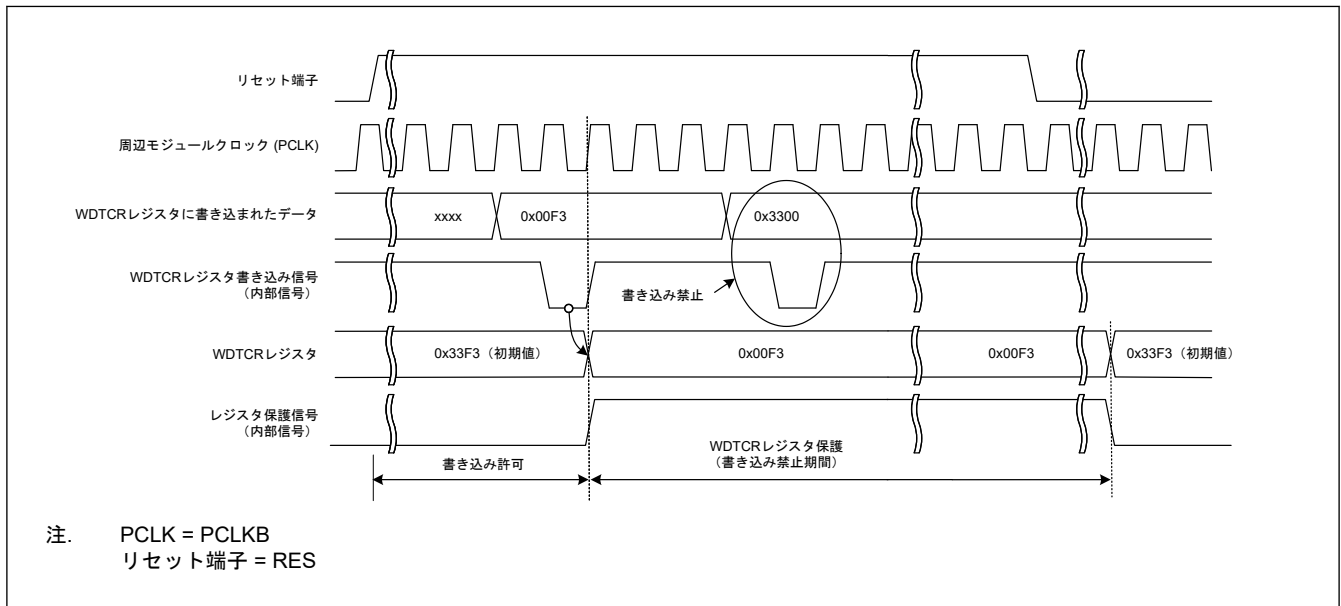 リセット端子
周辺モジュールクロック (PCLK)
WDTCRレジスタに書き込まれたデータ
xxxx
0x00F3
0x3300
WDTCRレジスタ書き込み信号
（内部信号）
書き込み禁止
WDTCRレジスタ
0x33F3（初期値）
0x00F3
0x00F3
0x33F3（初期値）
レジスタ保護信号
（内部信号）
書き込み許可
WDTCRレジスタ保護
（書き込み禁止期間）
注. PCLK = PCLKB
リセット端子 = RES